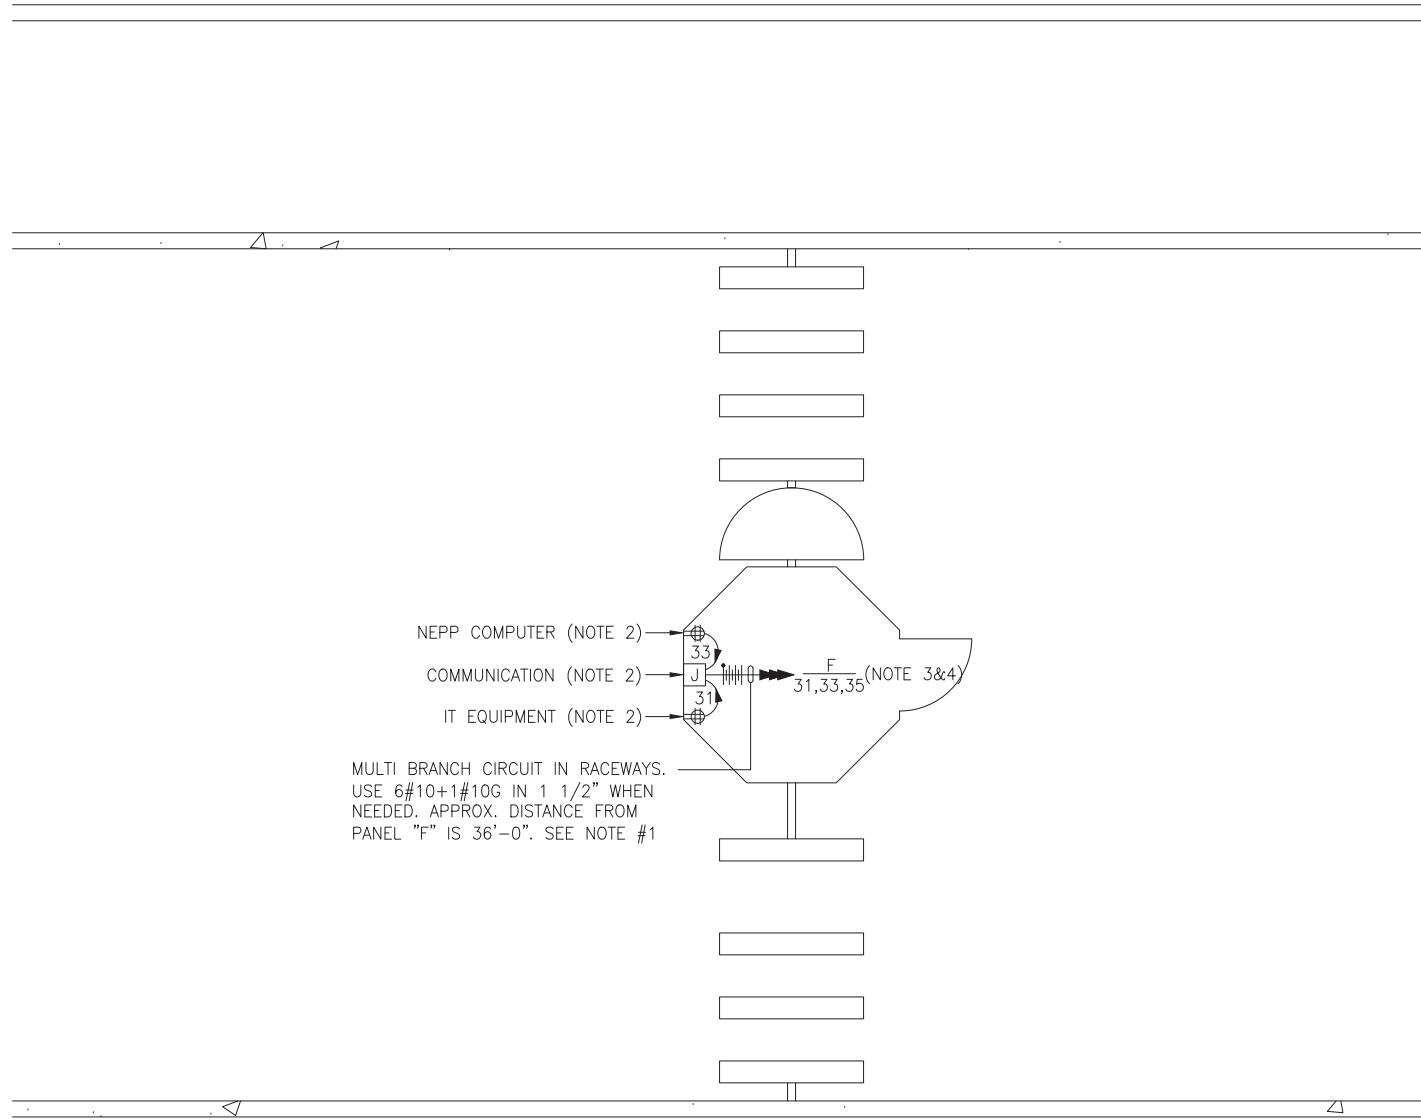 NEPP COMPUTER (NOTE 2)
33
COMMUNICATION (NOTE 2)
J
F
31,33,35
(NOTE 3&4)
31
IT EQUIPMENT (NOTE 2)
MULTI BRANCH CIRCUIT IN RACEWAYS.
USE 6#10+1#10G IN 1 1/2" WHEN
NEEDED. APPROX. DISTANCE FROM
PANEL "F" IS 36'-0". SEE NOTE #1